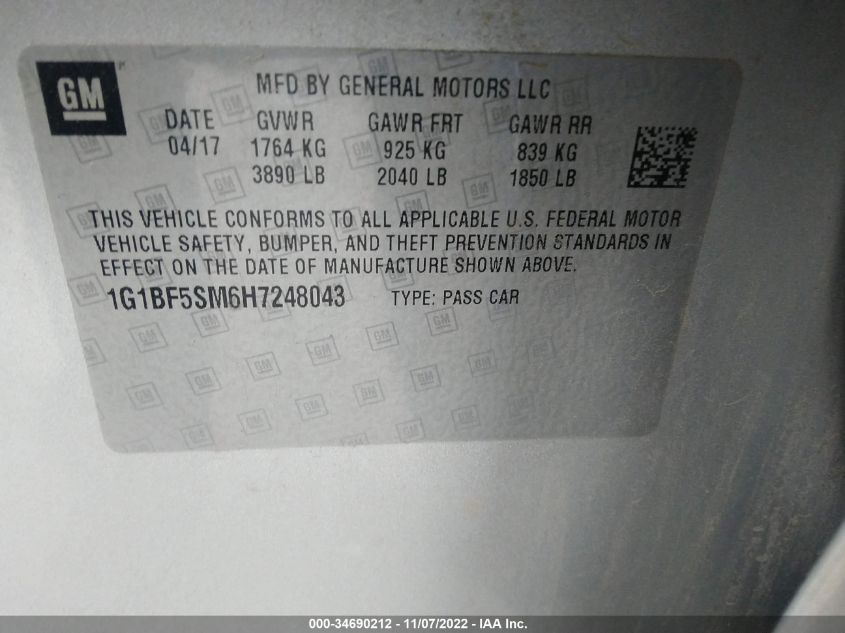 GM
MFD BY GENERAL MOTORS LLC
DATE GVWR GAWR FRT GAWR RR
04/17 1764 KG 925 KG 839 KG
3890 LB 2040 LB 1850 LB
THIS VEHICLE CONFORMS TO ALL APPLICABLE U.S. FEDERAL MOTOR
VEHICLE SAFETY, BUMPER, AND THEFT PREVENTION STANDARDS IN
EFFECT ON THE DATE OF MANUFACTURE SHOWN ABOVE.
1G1BF5SM6H7248043 TYPE: PASS CAR
000-34690212 - 11/07/2022 - IAA Inc.